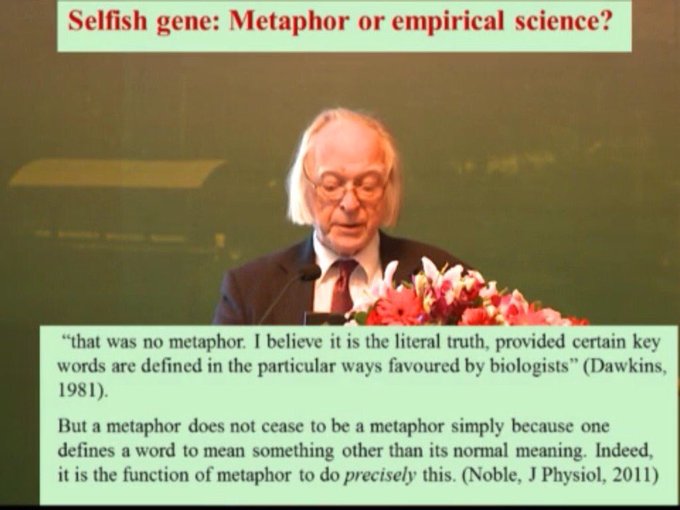 Selfish gene: Metaphor or empirical science?
“that was no metaphor. I believe it is the literal truth, provided certain key
words are defined in the particular ways favoured by biologists” (Dawkins,
1981).
But a metaphor does not cease to be a metaphor simply because one
defines a word to mean something other than its normal meaning. Indeed,
it is the function of metaphor to do precisely this. (Noble, J Physiol, 2011)